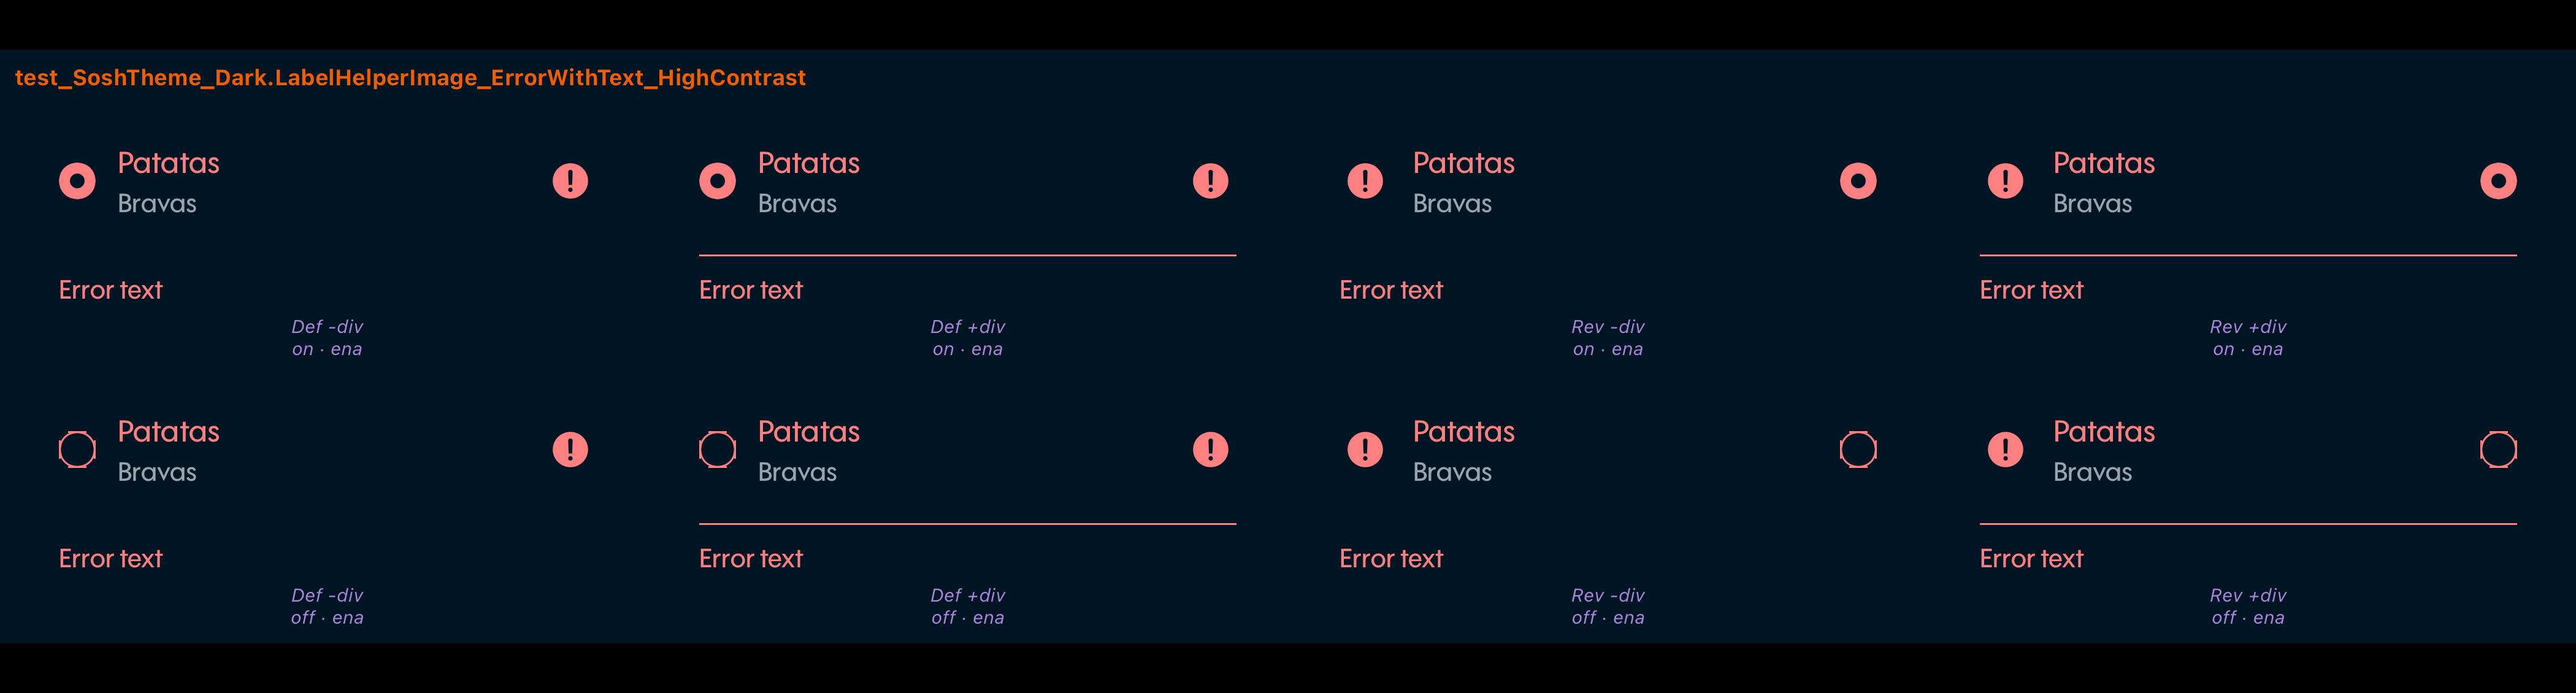 test_SoshTheme_Dark.LabelHelperImage_ErrorWithText_HighContrast
Patatas
Bravas
Error text
Def -div
on · ena
Patatas
Bravas
Error text
Def +div
on · ena
Patatas
Bravas
Error text
Rev -div
on · ena
Patatas
Bravas
Error text
Rev +div
on · ena
Patatas
Bravas
Error text
Def -div
off · ena
Patatas
Bravas
Error text
Def +div
off · ena
Patatas
Bravas
Error text
Rev -div
off · ena
Patatas
Bravas
Error text
Rev +div
off · ena